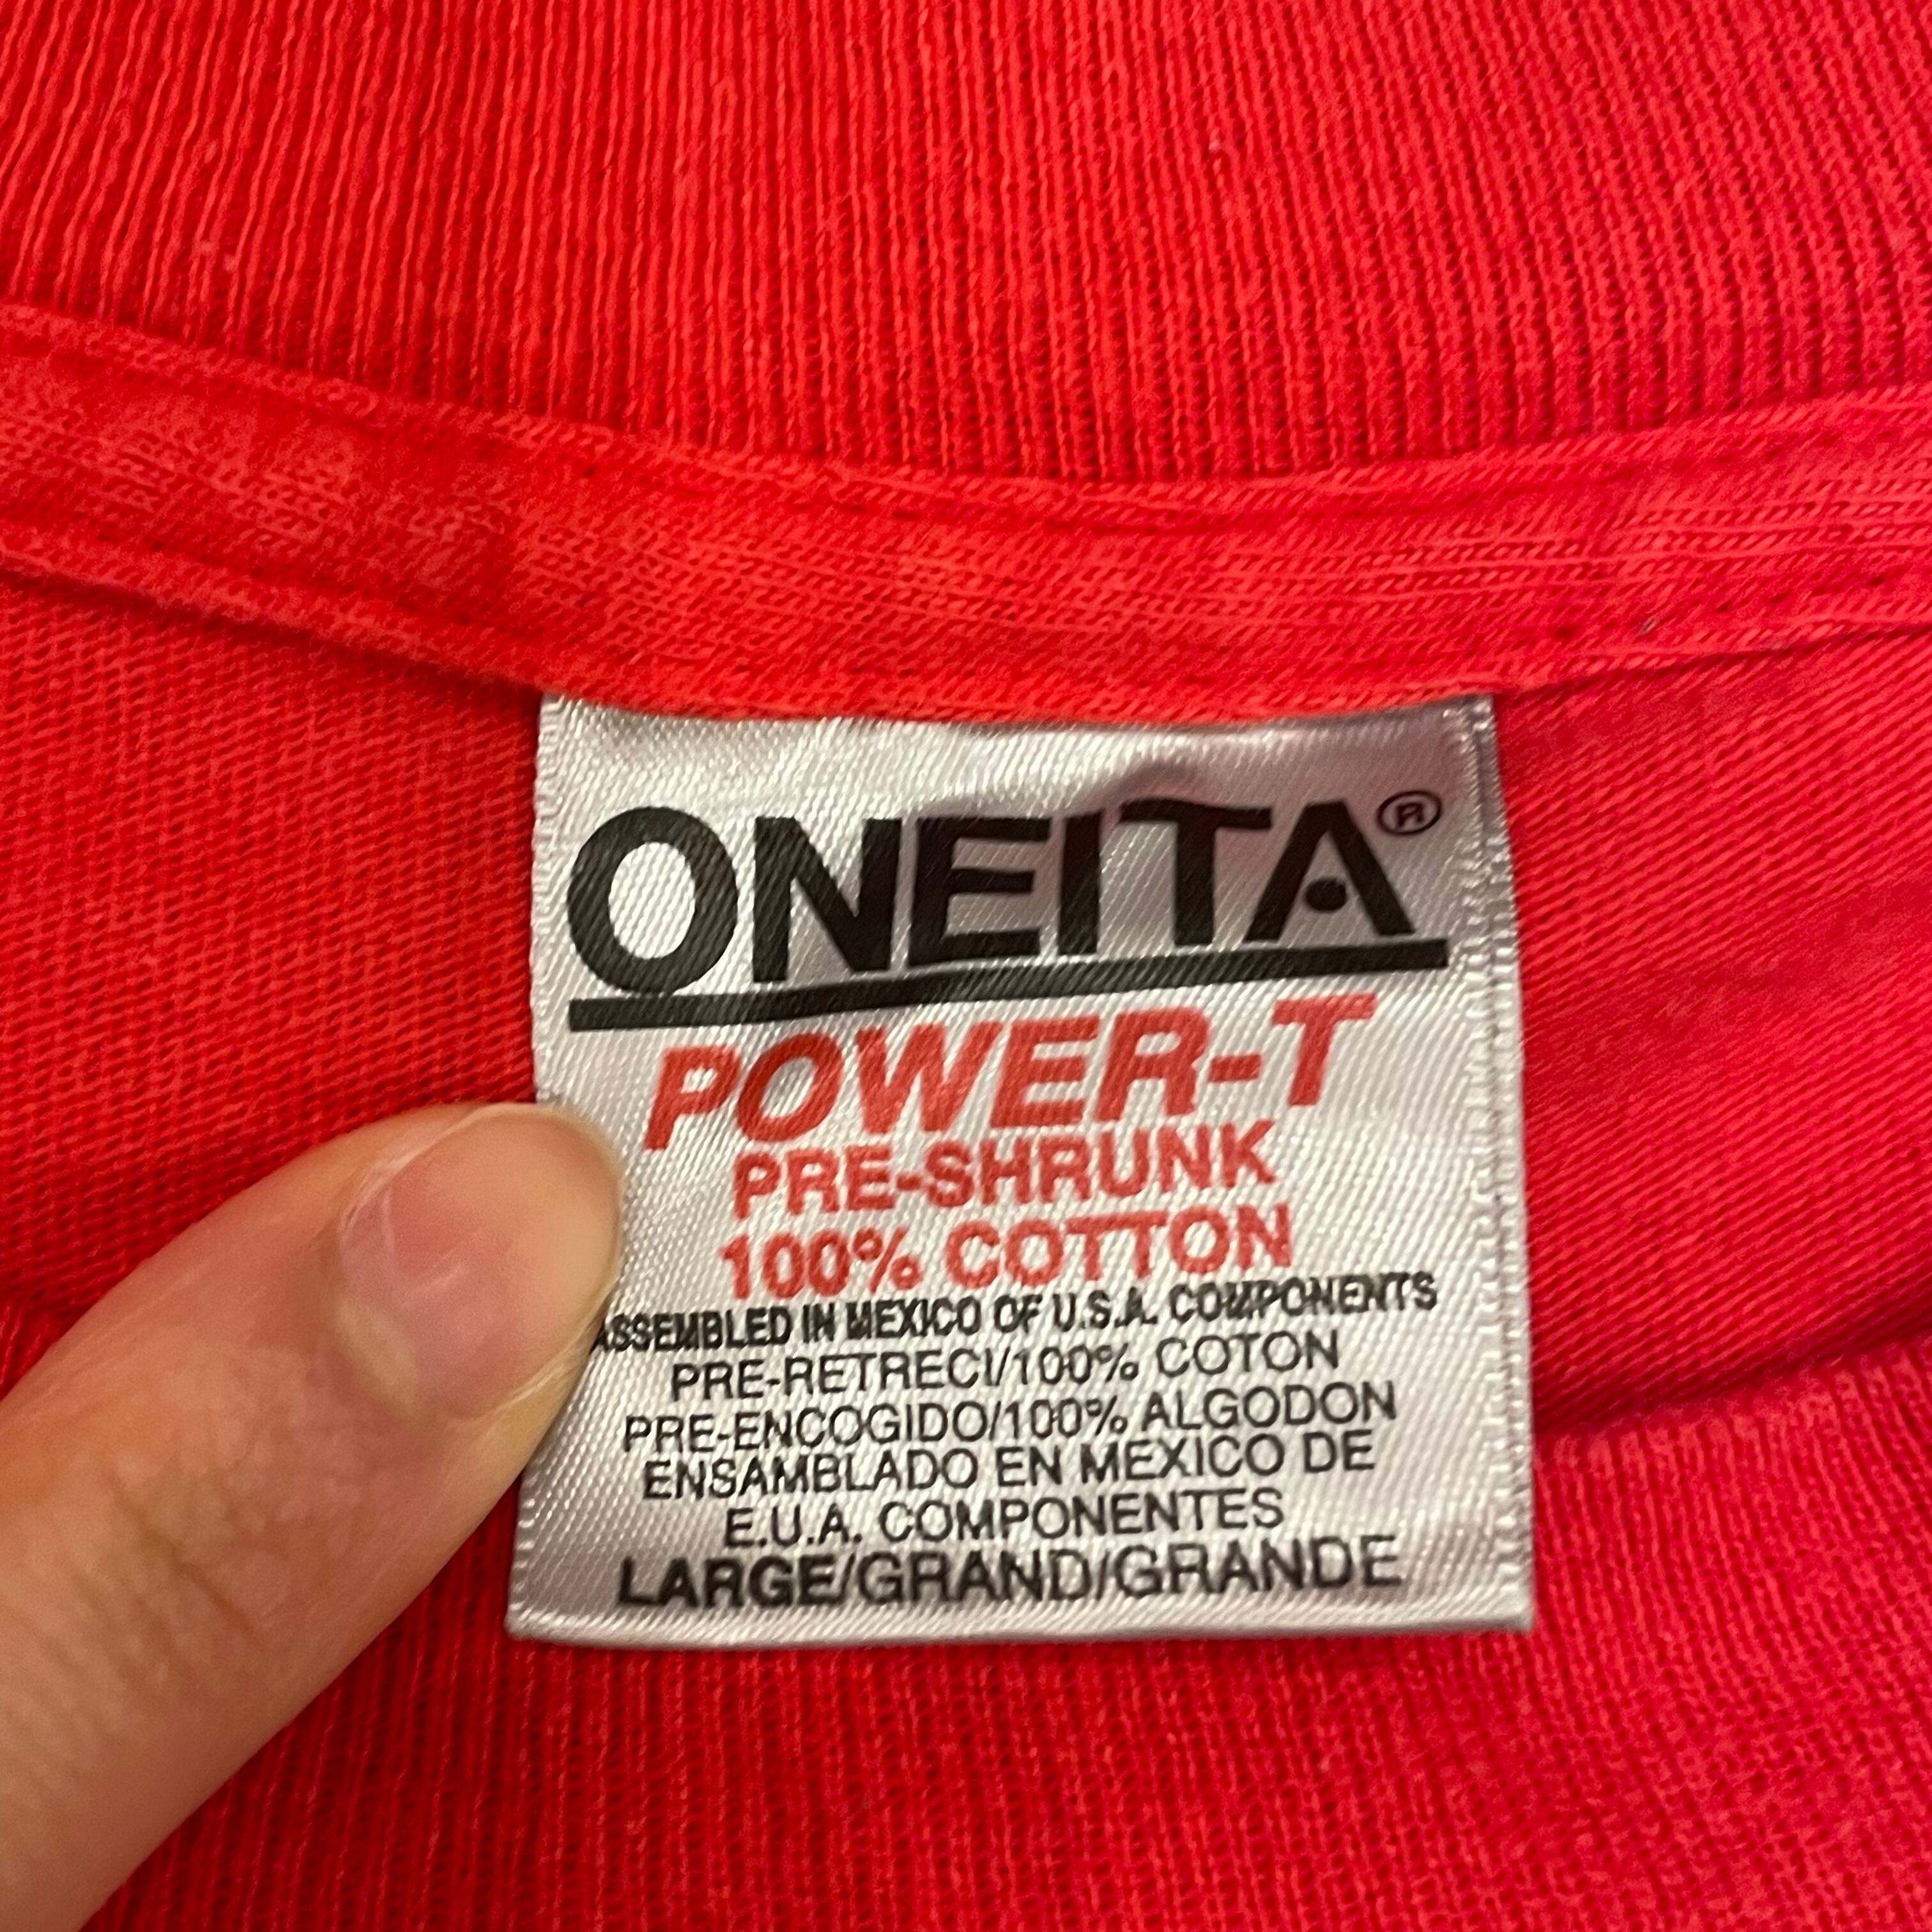 ONEITA®
POWER-T
PRE-SHRUNK
100% COTTON
ASSEMBLED IN MEXICO OF U.S.A. COMPONENTS
PRE-RETRECI/100% COTON
PRE-ENCOGIDO/100% ALGODON
ENSAMBLADO EN MEXICO DE
E.U.A. COMPONENTES
LARGE/GRAND/GRANDE